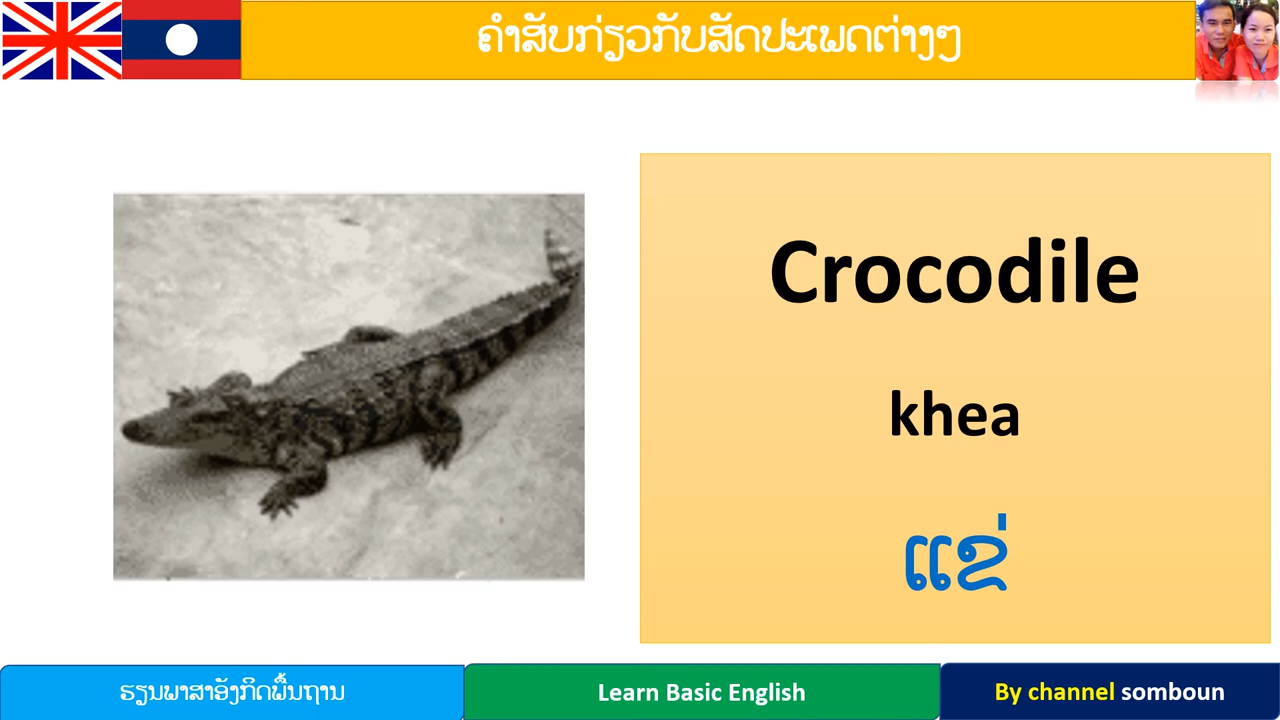 ຄຳສັບກ່ຽວກັບສັດປະເພດຕ່າງໆ
Crocodile
khea
ແຂ່
ຮຽນພາສາອັງກິດພື້ນຖານ
Learn Basic English
By channel somboun